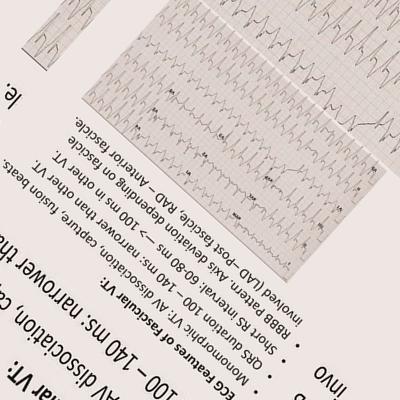 lar VT:
AV dissociation, ca
100 – 140 ms: narrower tha
ECG Features of Fascicular VT:
Monomorphic VT: AV dissociation, capture, fusion beats.
QRS duration 100 – 140 ms: narrower than other VT.
Short RS interval: 60-80 ms –> 100 ms in other VT.
RBBB Pattern. Axis deviation depending on fascicle
involved (LAD –Post fascicle, RAD – Anterior fascicle.
B
invo
le.